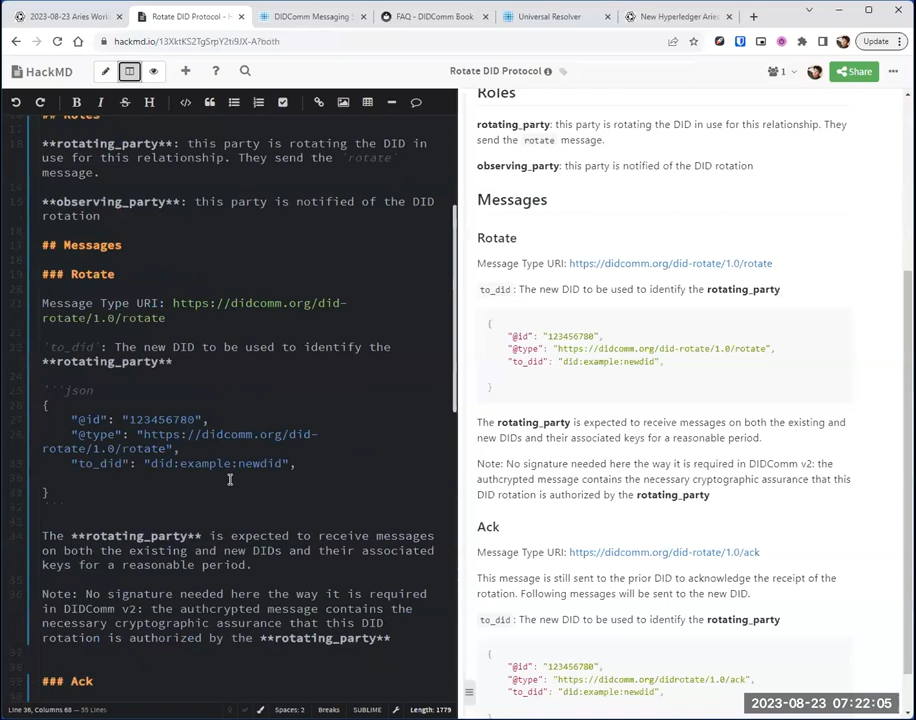 2023-08-23 Aries Work
Rotate DID Protocol - H
DIDComm Messaging S
FAQ - DIDComm Book
Universal Resolver
New Hyperledger Aries
hackmd.io/13XktKS2TgSrpY2ti9JX-A?both
Update
HackMD
Rotate DID Protocol
1
Share
## Roles
**rotating_party**: this party is rotating the DID in
use for this relationship. They send the `rotate`
message.
**observing_party**: this party is notified of the DID
rotation
## Messages
### Rotate
Message Type URI: https://didcomm.org/did-
rotate/1.0/rotate
`to_did`: The new DID to be used to identify the
**rotating_party**
```json
{
"@id": "123456780",
"@type": "https://didcomm.org/did-
rotate/1.0/rotate",
"to_did": "did:example:newdid",
}
```
The **rotating_party** is expected to receive messages
on both the existing and new DIDs and their associated
keys for a reasonable period.
Note: No signature needed here the way it is required
in DIDComm v2: the authcrypted message contains the
necessary cryptographic assurance that this DID
rotation is authorized by the **rotating_party**
### Ack
Line 36, Columns 68 — 55 Lines
Spaces: 2
Breaks
SUBLIME
Length: 1779
Roles
rotating_party: this party is rotating the DID in use for this relationship. They
send the rotate message.
observing_party: this party is notified of the DID rotation
Messages
Rotate
Message Type URI: https://didcomm.org/did-rotate/1.0/rotate
to_did: The new DID to be used to identify the rotating_party
{
"@id": "123456780",
"@type": "https://didcomm.org/did-rotate/1.0/rotate",
"to_did": "did:example:newdid",
}
The rotating_party is expected to receive messages on both the existing and
new DIDs and their associated keys for a reasonable period.
Note: No signature needed here the way it is required in DIDComm v2: the
authcrypted message contains the necessary cryptographic assurance that this
DID rotation is authorized by the rotating_party
Ack
Message Type URI: https://didcomm.org/did-rotate/1.0/ack
This message is still sent to the prior DID to acknowledge the receipt of the
rotation. Following messages will be sent to the new DID.
to_did: The new DID to be used to identify the rotating_party
{
"@id": "123456780",
"@type": "https://didcomm.org/didrotate/1.0/ack",
"to_did": "did:example:newdid",
2023-08-23 07:22:05